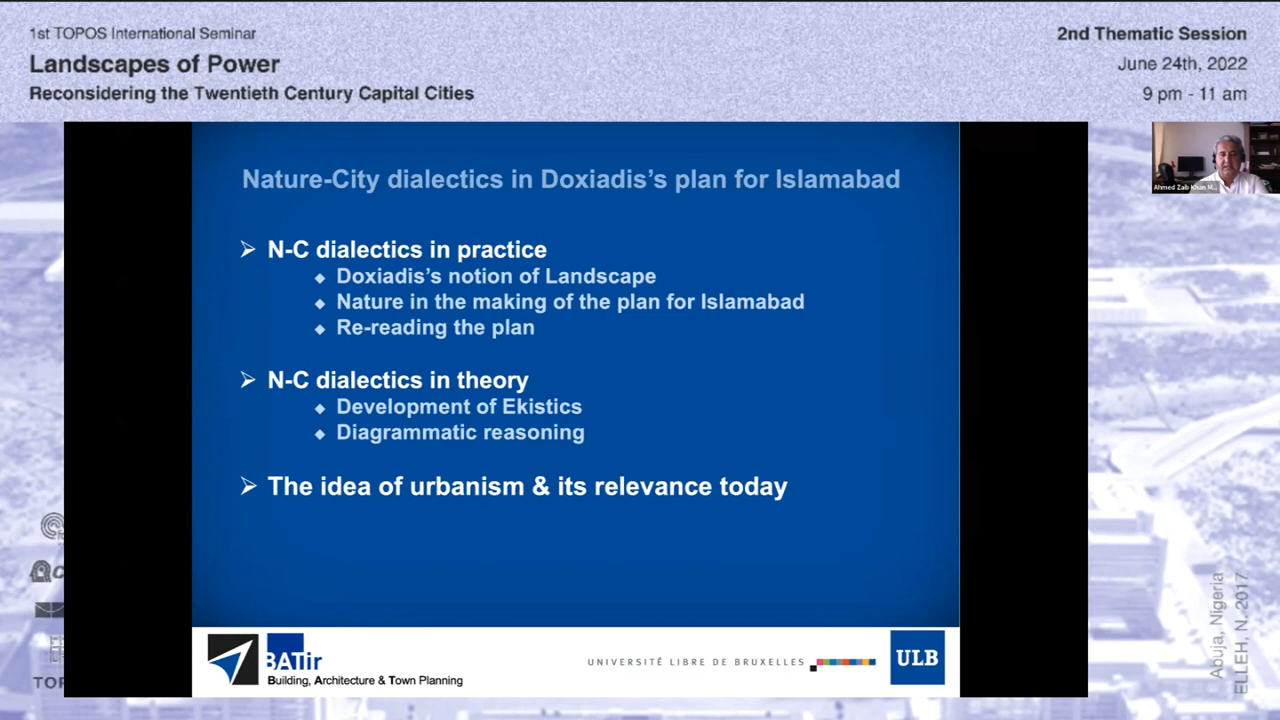 1st TOPOS International Seminar
Landscapes of Power
Reconsidering the Twentieth Century Capital Cities
2nd Thematic Session
June 24th, 2022
9 pm - 11 am
Ahmed Zaib Khan M...
Nature-City dialectics in Doxiadis's plan for Islamabad
➢ N-C dialectics in practice
◆ Doxiadis's notion of Landscape
◆ Nature in the making of the plan for Islamabad
◆ Re-reading the plan
➢ N-C dialectics in theory
◆ Development of Ekistics
◆ Diagrammatic reasoning
➢ The idea of urbanism & its relevance today
BATir
Building, Architecture & Town Planning
UNIVERSITÉ LIBRE DE BRUXELLES
ULB
Abuja, Nigeria
ELLEH, N. 2017